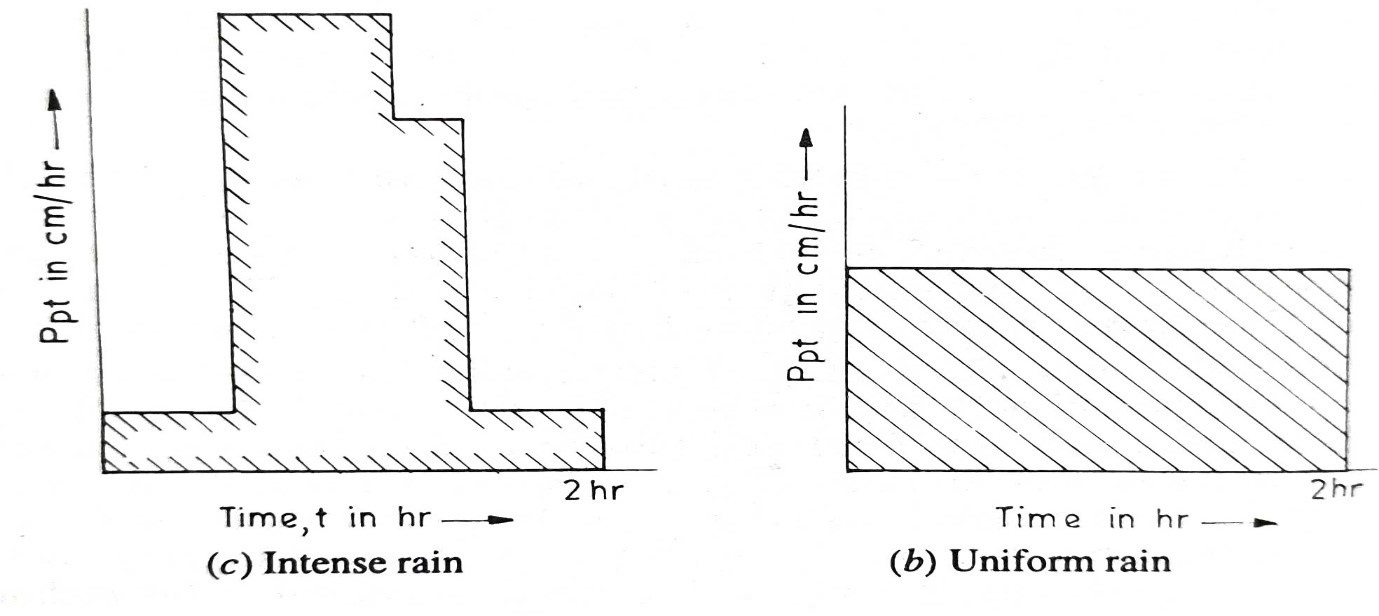 Ppt in cm/hr
2 hr
Time, t in hr
(c) Intense rain
Ppt in cm/hr
2hr
Time in hr
(b) Uniform rain